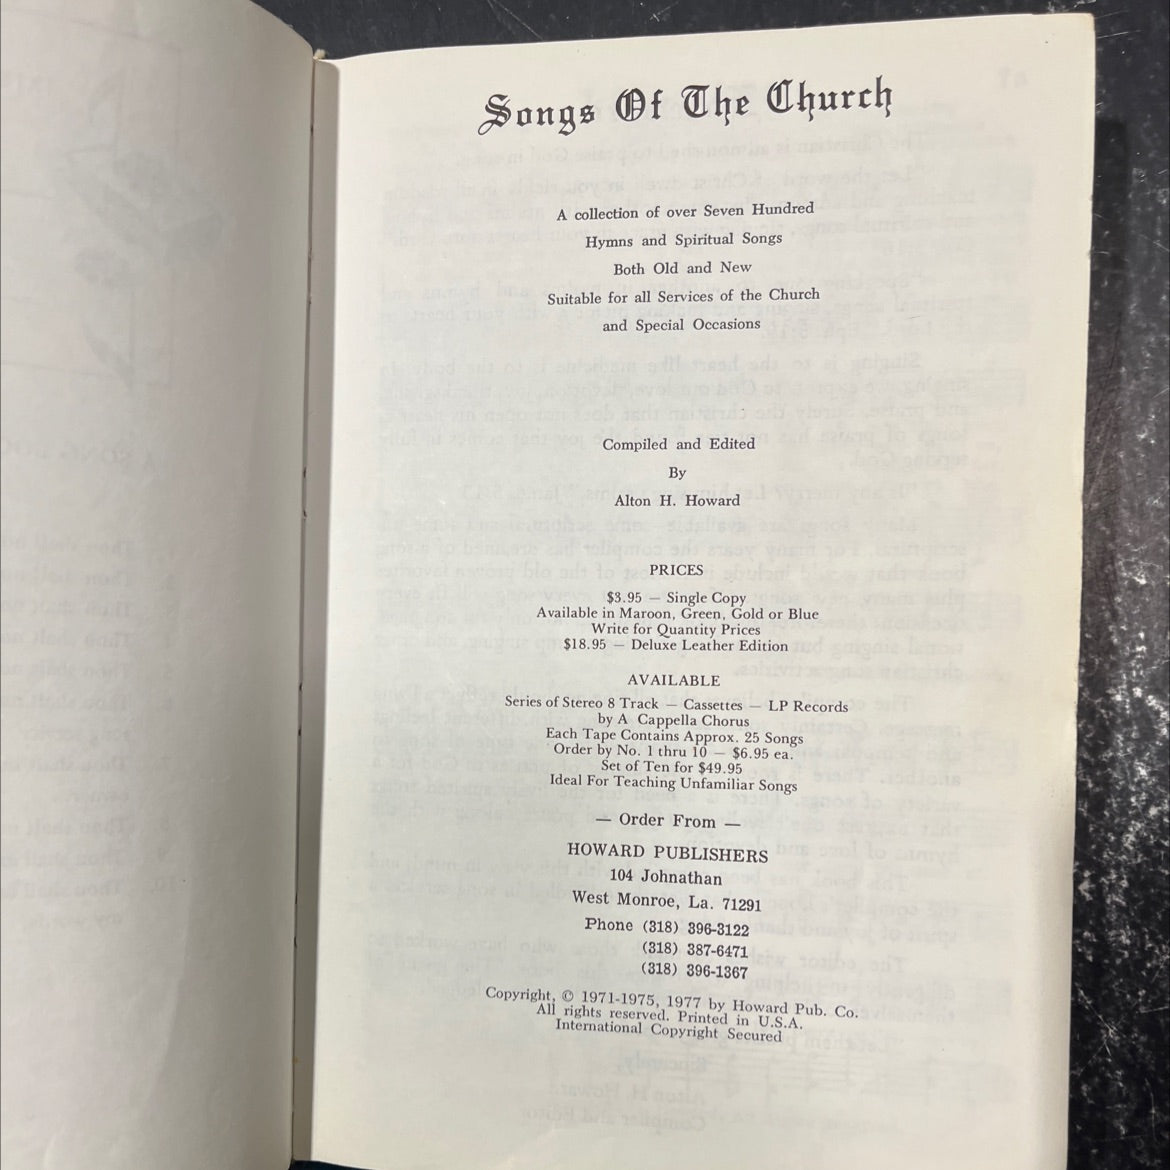 Songs Of The Church
A collection of over Seven Hundred
Hymns and Spiritual Songs
Both Old and New
Suitable for all Services of the Church
and Special Occasions
Compiled and Edited
By
Alton H. Howard
PRICES
$3.95 — Single Copy
Available in Maroon, Green, Gold or Blue
Write for Quantity Prices
$18.95 — Deluxe Leather Edition
AVAILABLE
Series of Stereo 8 Track — Cassettes — LP Records
by A Cappella Chorus
Each Tape Contains Approx. 25 Songs
Order by No. 1 thru 10 — $6.95 ea.
Set of Ten for $49.95
Ideal For Teaching Unfamiliar Songs
— Order From —
HOWARD PUBLISHERS
104 Johnathan
West Monroe, La. 71291
Phone (318) 396-3122
(318) 387-6471
(318) 396-1367
Copyright, © 1971-1975, 1977 by Howard Pub. Co.
All rights reserved. Printed in U.S.A.
International Copyright Secured